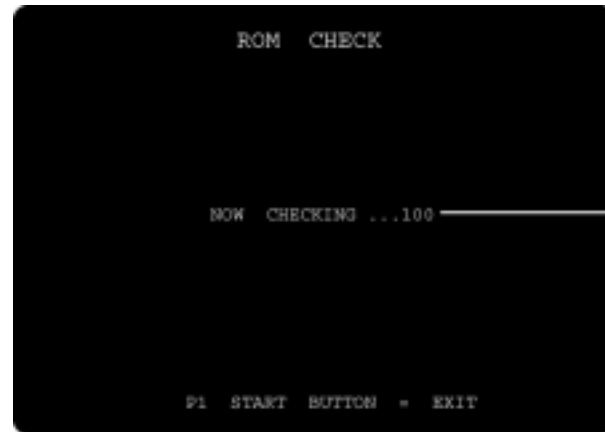 ROM CHECK
NOW CHECKING ...100
P1 START BUTTON = EXIT